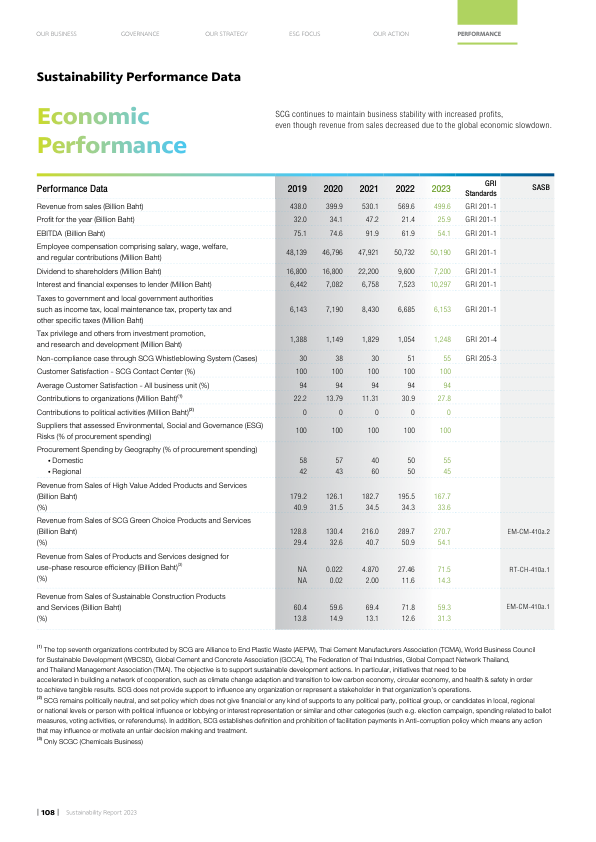 OUR BUSINESS GOVERNANCE OUR STRATEGY ESG FOCUS OUR ACTION PERFORMANCE
Sustainability Performance Data
Economic
Performance
SCG continues to maintain business stability with increased profits,
even though revenue from sales decreased due to the global economic slowdown.
Performance Data 2019 2020 2021 2022 2023 GRI Standards SASB
Revenue from sales (Billion Baht) 438.0 399.9 530.1 569.6 499.6 GRI 201-1
Profit for the year (Billion Baht) 32.0 34.1 47.2 21.4 25.9 GRI 201-1
EBITDA (Billion Baht) 75.1 74.6 91.9 61.9 54.1 GRI 201-1
Employee compensation comprising salary, wage, welfare,
and regular contributions (Million Baht) 48,139 46,796 47,921 50,732 50,190 GRI 201-1
Dividend to shareholders (Million Baht) 16,800 16,800 22,200 9,600 7,200 GRI 201-1
Interest and financial expenses to lender (Million Baht) 6,442 7,082 6,758 7,523 10,297 GRI 201-1
Taxes to government and local government authorities
such as income tax, local maintenance tax, property tax and
other specific taxes (Million Baht) 6,143 7,190 8,430 6,685 6,153 GRI 201-1
Tax privilege and others from investment promotion,
and research and development (Million Baht) 1,388 1,149 1,829 1,054 1,248 GRI 201-4
Non-compliance case through SCG Whistleblowing System (Cases) 30 38 30 51 55 GRI 205-3
Customer Satisfaction - SCG Contact Center (%) 100 100 100 100 100
Average Customer Satisfaction - All business unit (%) 94 94 94 94 94
Contributions to organizations (Million Baht)(1) 22.2 13.79 11.31 30.9 27.8
Contributions to political activities (Million Baht)(2) 0 0 0 0 0
Suppliers that assessed Environmental, Social and Governance (ESG)
Risks (% of procurement spending) 100 100 100 100 100
Procurement Spending by Geography (% of procurement spending)
• Domestic 58 57 40 50 55
• Regional 42 43 60 50 45
Revenue from Sales of High Value Added Products and Services
(Billion Baht) 179.2 126.1 182.7 195.5 167.7
(%) 40.9 31.5 34.5 34.3 33.6
Revenue from Sales of SCG Green Choice Products and Services
(Billion Baht) 128.8 130.4 216.0 289.7 270.7 EM-CM-410a.2
(%) 29.4 32.6 40.7 50.9 54.1
Revenue from Sales of Products and Services designed for
use-phase resource efficiency (Billion Baht)(3) NA 0.022 4.870 27.46 71.5 RT-CH-410a.1
(%) NA 0.02 2.00 11.6 14.3
Revenue from Sales of Sustainable Construction Products
and Services (Billion Baht) 60.4 59.6 69.4 71.8 59.3 EM-CM-410a.1
(%) 13.8 14.9 13.1 12.6 31.3
(1) The top seventh organizations contributed by SCG are Alliance to End Plastic Waste (AEPW), Thai Cement Manufacturers Association (TCMA), World Business Council
for Sustainable Development (WBCSD), Global Cement and Concrete Association (GCCA), The Federation of Thai Industries, Global Compact Network Thailand,
and Thailand Management Association (TMA). The objective is to support sustainable development actions. In particular, initiatives that need to be
accelerated in building a network of cooperation, such as climate change adaption and transition to low carbon economy, circular economy, and health & safety in order
to achieve tangible results. SCG does not provide support to influence any organization or represent a stakeholder in that organization's operations.
(2) SCG remains politically neutral, and set policy which does not give financial or any kind of supports to any political party, political group, or candidates in local, regional
or national levels or person with political influence or lobbying or interest representation or similar and other categories (such e.g. election campaign, spending related to ballot
measures, voting activities, or referendums). In addition, SCG establishes definition and prohibition of facilitation payments in Anti-corruption policy which means any action
that may influence or motivate an unfair decision making and treatment.
(3) Only SCGC (Chemicals Business)
| 108 | Sustainability Report 2023